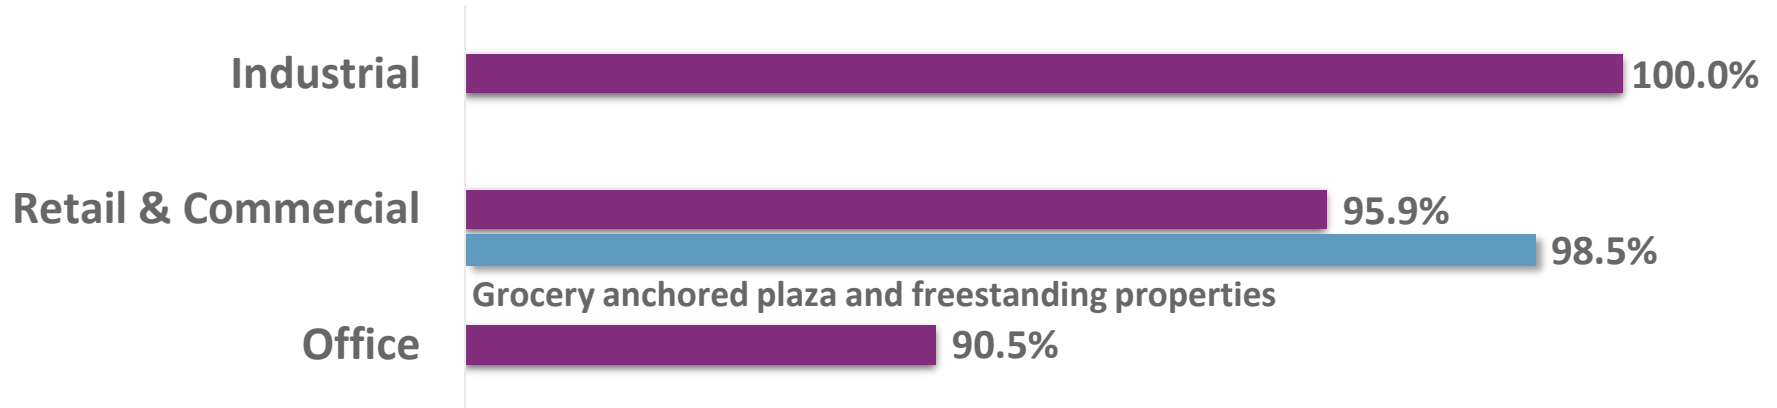 Industrial
100.0%
Retail & Commercial
95.9%
98.5%
Grocery anchored plaza and freestanding properties
Office
90.5%